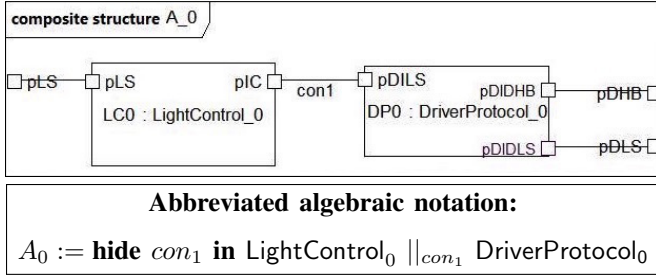 composite structure A_0
pLS
pLS
pIC
con1
pDILS
pDIDHB
pDHB
LC0 : LightControl_0
DP0 : DriverProtocol_0
pDIDLS
pDLS
Abbreviated algebraic notation:
A₀ := hide con₁ in LightControl₀ ||con₁ DriverProtocol₀